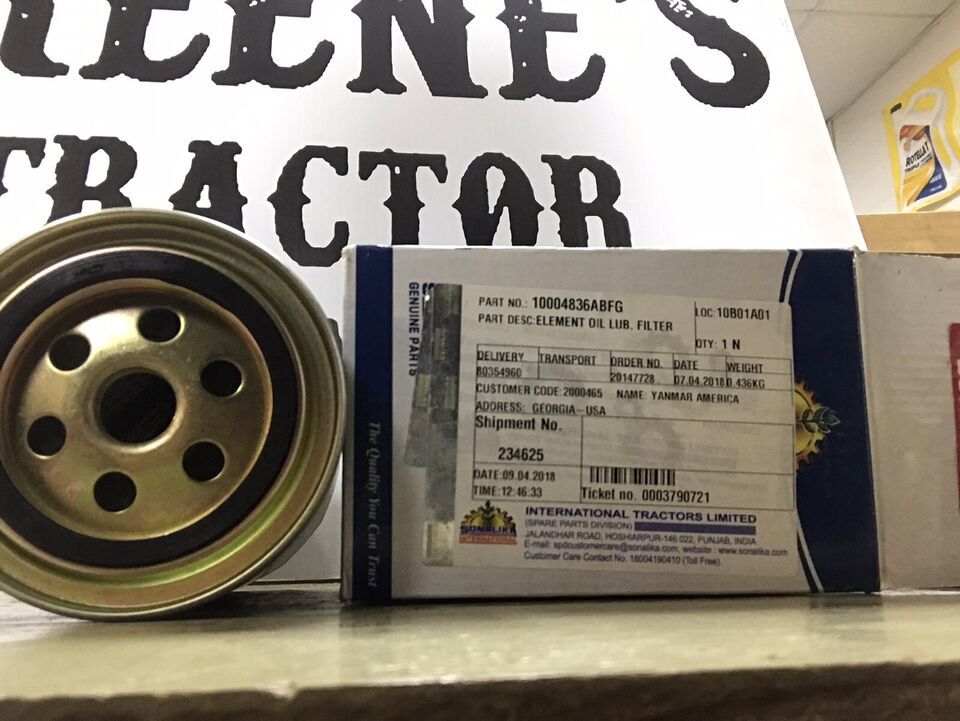 REENE'S
TRACTOR
ROTELLA T
GENUINE PARTS
The Quality You Can Trust
PART NO.: 10004836ABFG
LOC:10B01A01
PART DESC:ELEMENT OIL LUB. FILTER
QTY: 1 N
DELIVERY TRANSPORT ORDER NO. DATE WEIGHT
80354960 20147728 07.04.2018 0.436KG
CUSTOMER CODE:2000465 NAME: YANMAR AMERICA
ADDRESS: GEORGIA-USA
Shipment No.
234625
DATE:09.04.2018
TIME:12:46:33
Ticket no. 0003790721
SONALIKA
INTERNATIONAL
INTERNATIONAL TRACTORS LIMITED
(SPARE PARTS DIVISION)
JALANDHAR ROAD, HOSHIARPUR-146 022, PUNJAB, INDIA
E-mail: spdcustomercare@sonalika.com, website : www.sonalika.com
Customer Care Contact No. 18004190410 (Toll Free).